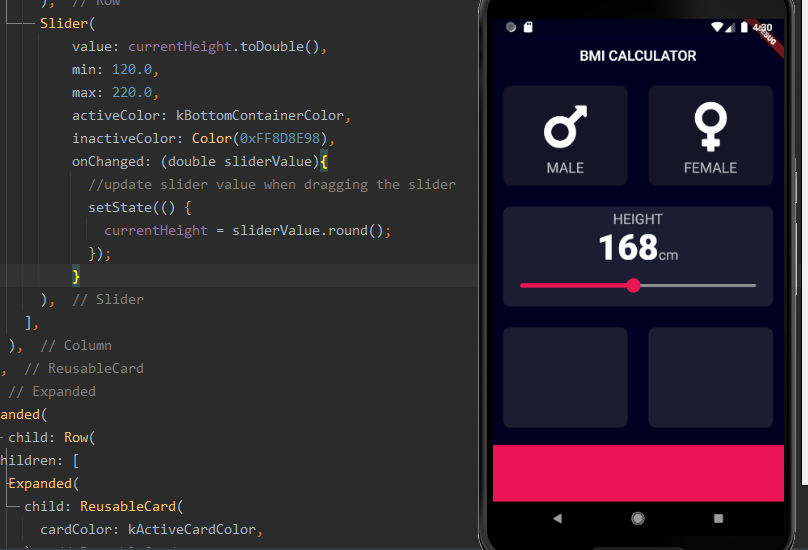 ), // Row
Slider(
value: currentHeight.toDouble(),
min: 120.0,
max: 220.0,
activeColor: kBottomContainerColor,
inactiveColor: Color(0xFF8D8E98),
onChanged: (double sliderValue){
//update slider value when dragging the slider
setState(() {
currentHeight = sliderValue.round();
});
}
), // Slider
],
), // Column
, // ReusableCard
// Expanded
anded(
child: Row(
hildren: [
Expanded(
child: ReusableCard(
cardColor: kActiveCardColor,
4:30
DEBUG
BMI CALCULATOR
MALE
FEMALE
HEIGHT
168cm